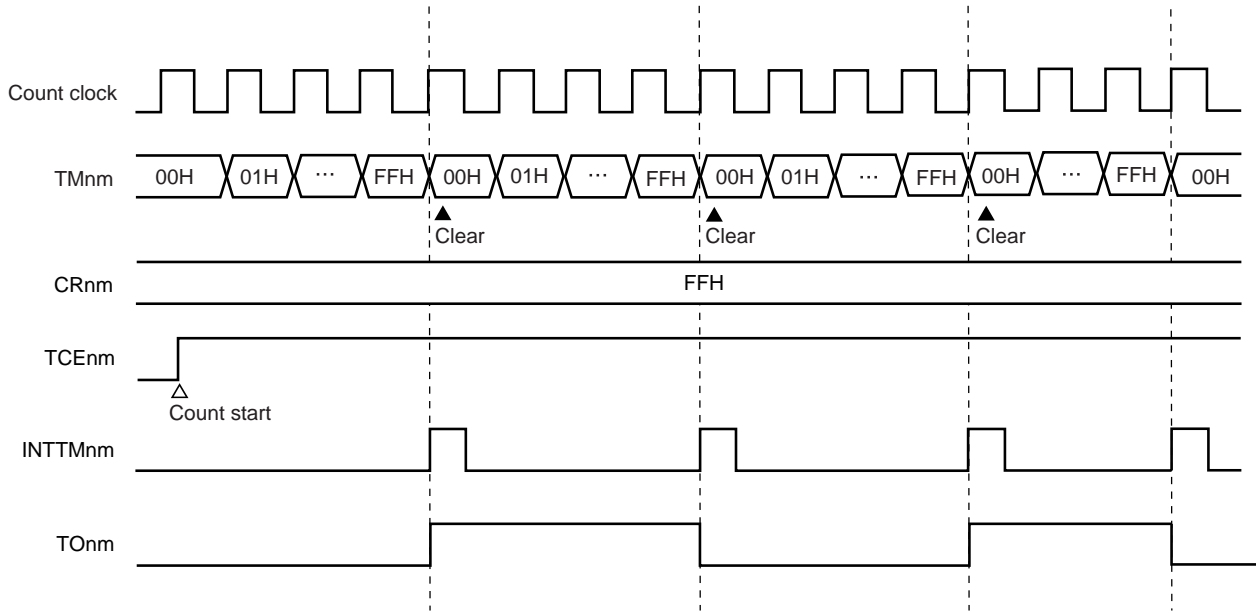 Count clock
TMnm 00H 01H ··· FFH 00H 01H ··· FFH 00H 01H ··· FFH 00H ··· FFH 00H
Clear Clear Clear
CRnm FFH
TCEnm
Count start
INTTMnm
TOnm